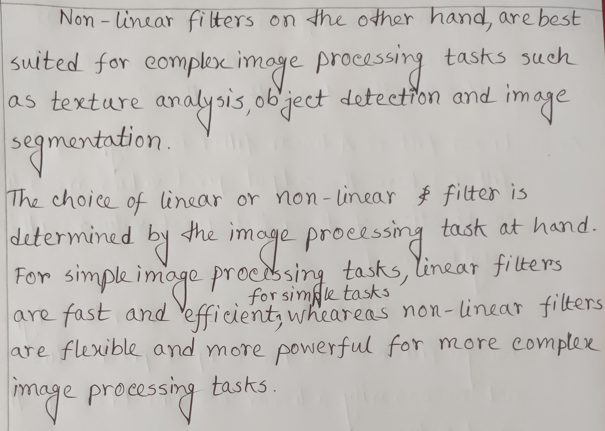 Non-linear filters on the other hand, are best
suited for complex image processing tasks such
as texture analysis, object detection and image
segmentation.
The choice of linear or non-linear filter is
determined by the image processing task at hand.
For simple image processing tasks, linear filters
for simple tasks
are fast and efficient, wheareas non-linear filters
are flexible and more powerful for more complex
image processing tasks.